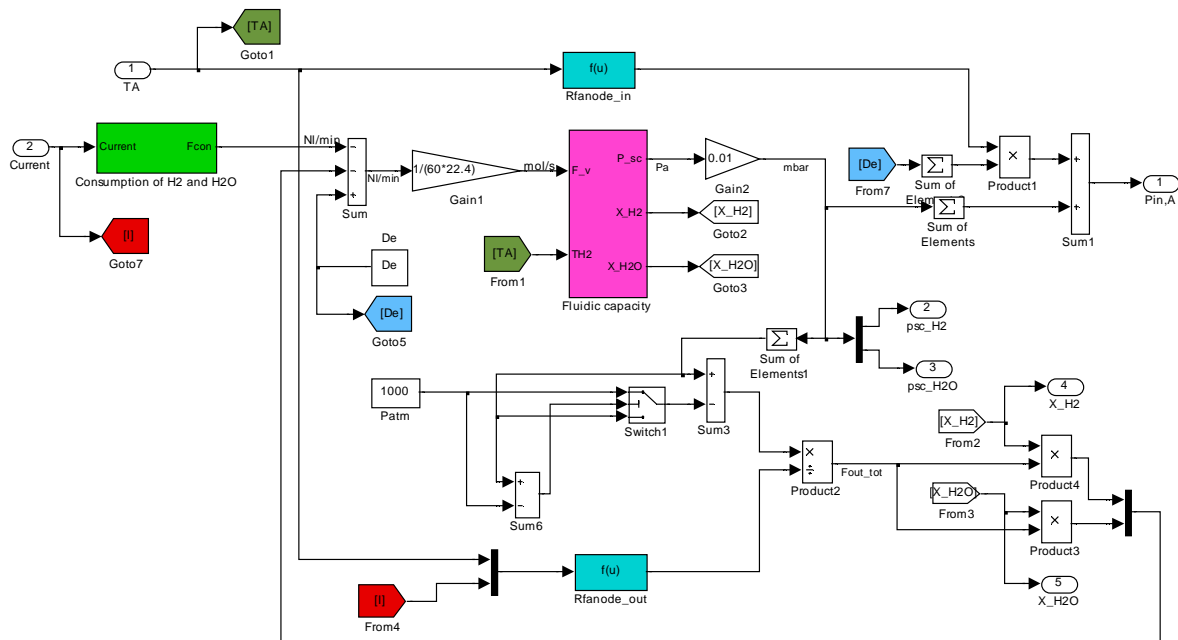 [TA]
Goto1
1
TA
f(u)
Rfanode_in
2
Current
Current
Fcon
Consumption of H2 and H2O
Nl/min
Nl/min
Sum
1/(60*22.4)
Gain1
mol/s
F_v
TH2
P_sc
X_H2
X_H2O
Fluidic capacity
Pa
0.01
Gain2
mbar
[X_H2]
Goto2
[X_H2O]
Goto3
[TA]
From1
[I]
Goto7
De
De
[De]
Goto5
[De]
From7
Sum of
×
Product1
Sum of
Elements
+
+
Sum1
1
Pin,A
2
psc_H2
3
psc_H2O
Sum of
Elements1
1000
Patm
Switch1
+
−
Sum3
+
−
Sum6
×
÷
Product2
Fout_tot
[X_H2]
From2
4
X_H2
×
Product4
[X_H2O]
From3
×
Product3
5
X_H2O
[I]
From4
f(u)
Rfanode_out